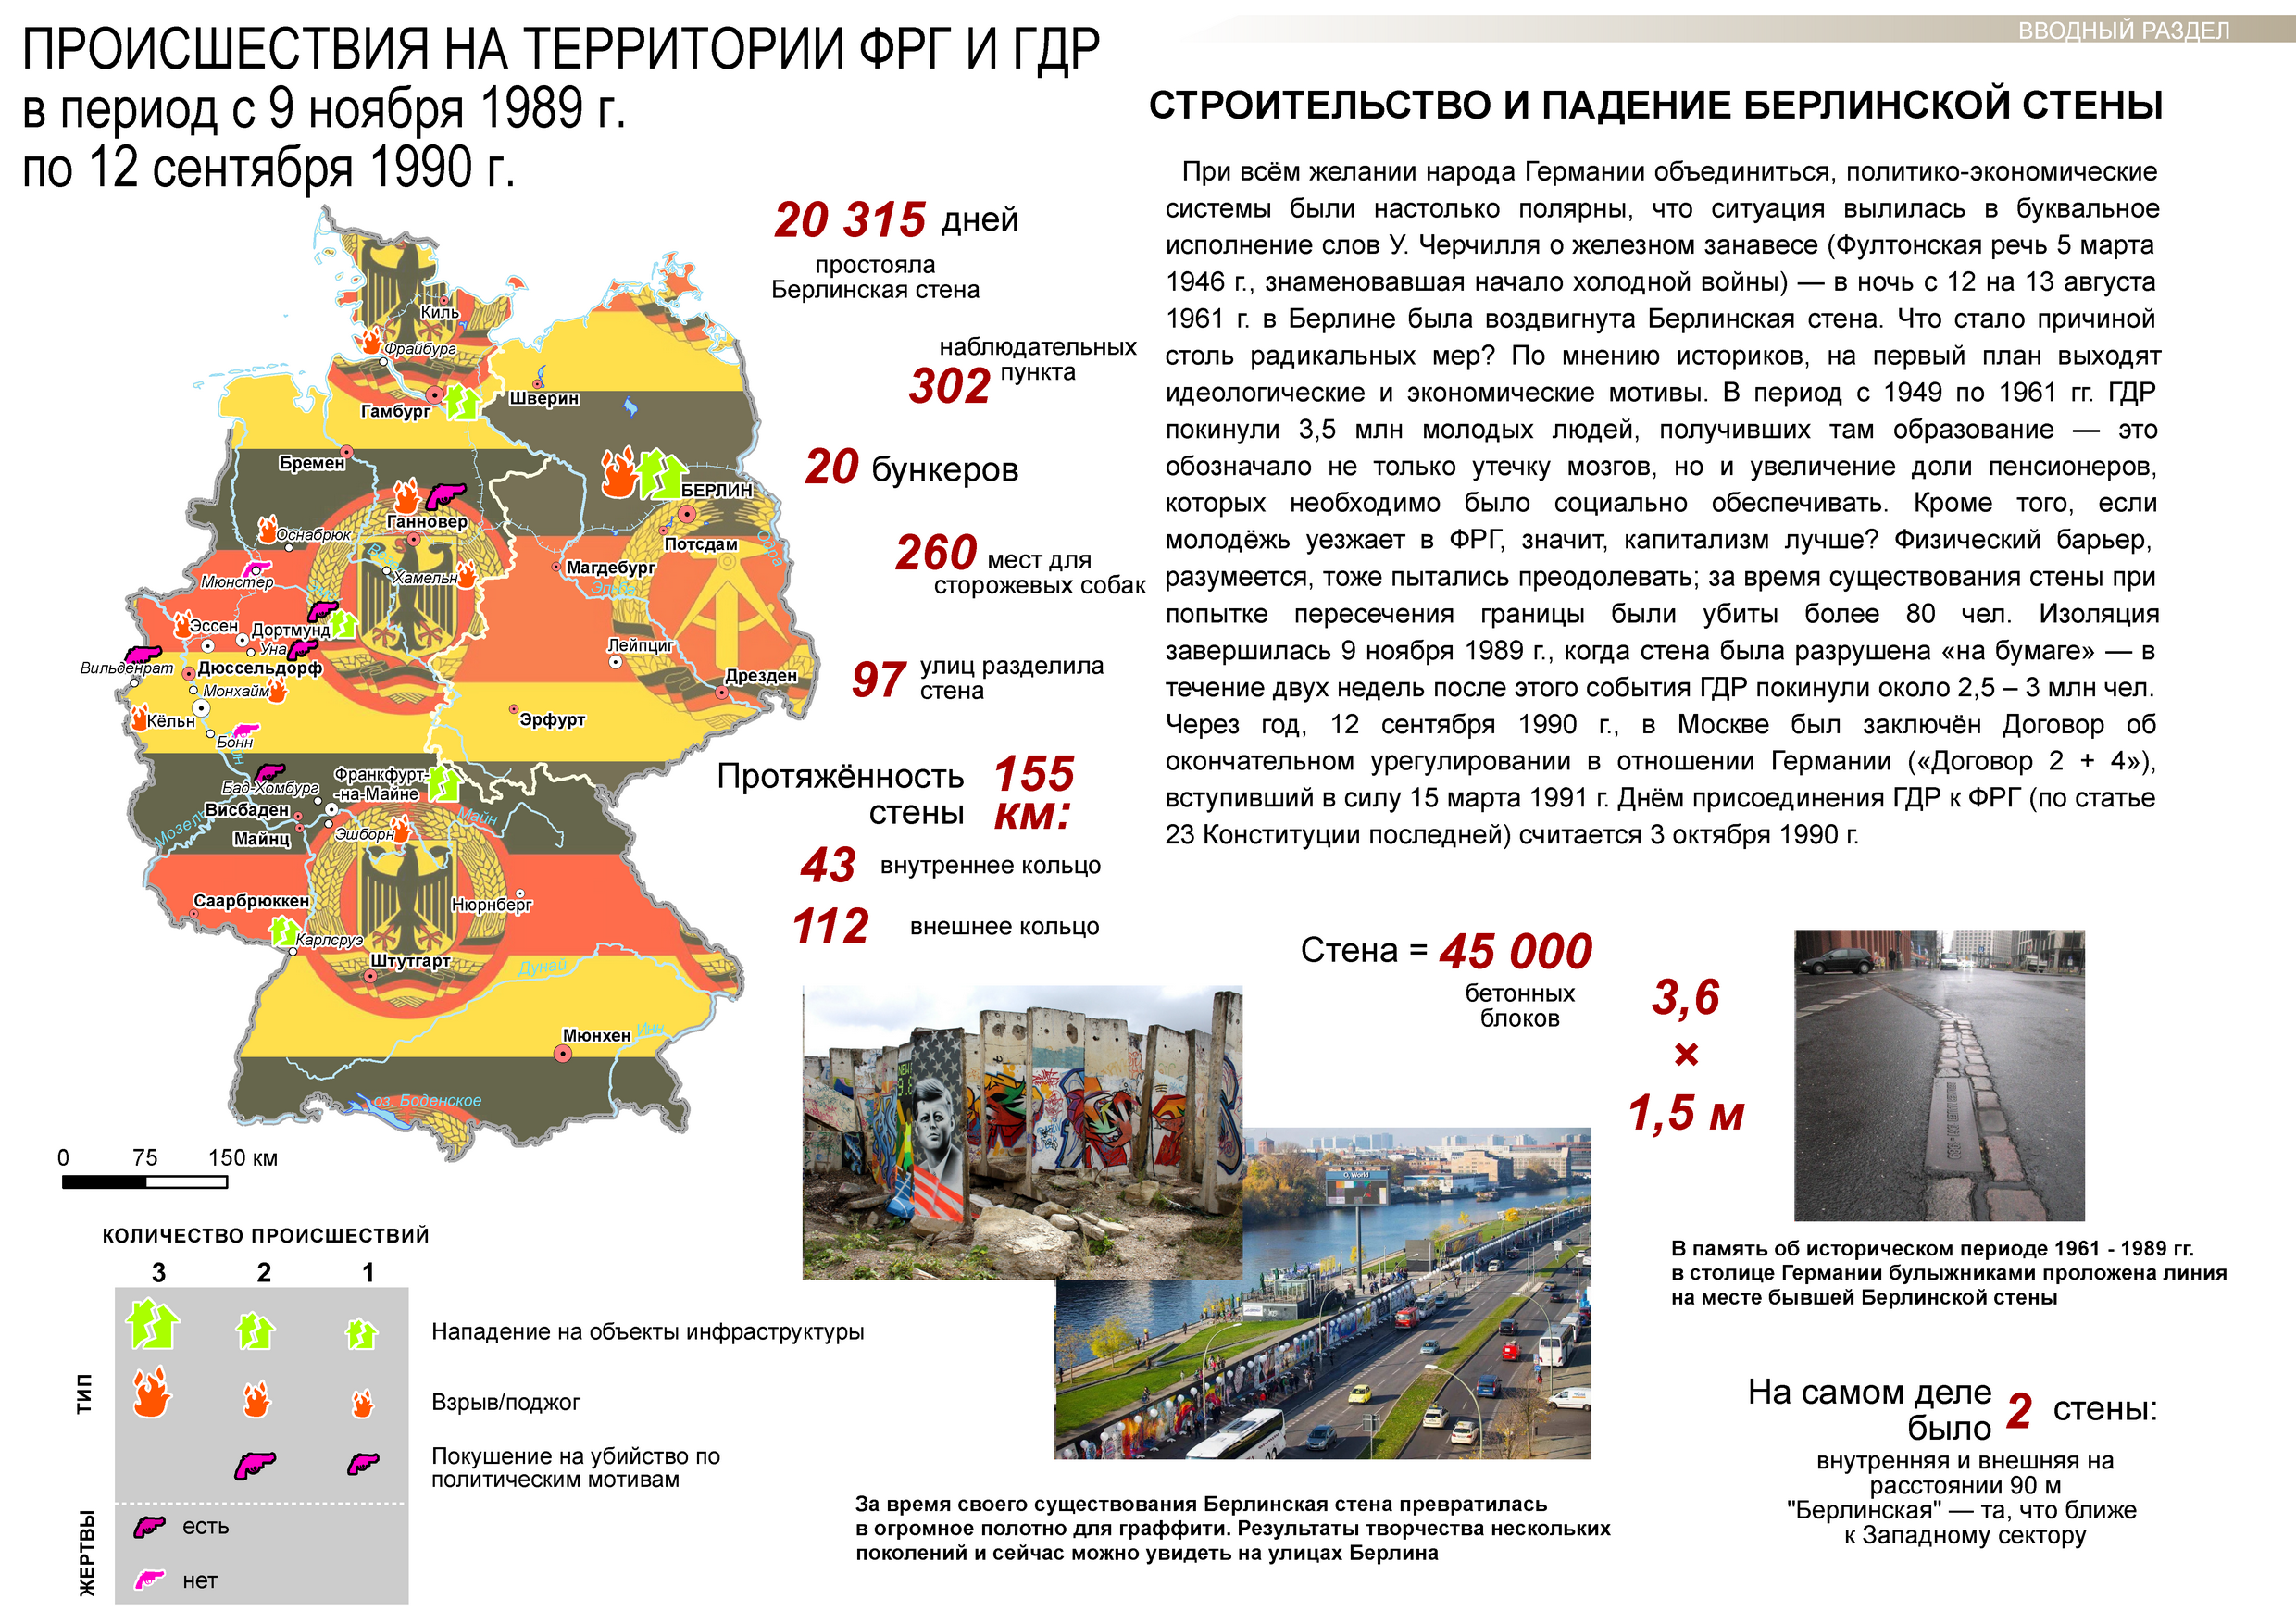 ВВОДНЫЙ РАЗДЕЛ
ПРОИСШЕСТВИЯ НА ТЕРРИТОРИИ ФРГ И ГДР
в период с 9 ноября 1989 г.
по 12 сентября 1990 г.
Киль
Фрайбург
Гамбург
Шверин
Бремен
БЕРЛИН
Ганновер
Оснабрюк
Потсдам
Одра
Мюнстер
Хамельн
Магдебург
Эльба
Эссен
Дортмунд
Уна
Лейпциг
Вильденрат
Дюссельдорф
Дрезден
Монхайм
Кёльн
Эрфурт
Бонн
Франкфурт-
-на-Майне
Бад-Хомбург
Висбаден
Майн
Мозель
Майнц
Эшборн
Саарбрюккен
Нюрнберг
Карлсруэ
Штутгарт
Дунай
Мюнхен
Инн
оз. Боденское
0 75 150 км
КОЛИЧЕСТВО ПРОИСШЕСТВИЙ
3 2 1
ТИП
Нападение на объекты инфраструктуры
Взрыв/поджог
Покушение на убийство по
политическим мотивам
ЖЕРТВЫ
есть
нет
20 315 дней
простояла
Берлинская стена
наблюдательных
302 пункта
20 бункеров
260 мест для
сторожевых собак
97 улиц разделила
стена
Протяжённость 155
стены км:
43 внутреннее кольцо
112 внешнее кольцо
СТРОИТЕЛЬСТВО И ПАДЕНИЕ БЕРЛИНСКОЙ СТЕНЫ
При всём желании народа Германии объединиться, политико-экономические
системы были настолько полярны, что ситуация вылилась в буквальное
исполнение слов У. Черчилля о железном занавесе (Фултонская речь 5 марта
1946 г., знаменовавшая начало холодной войны) — в ночь с 12 на 13 августа
1961 г. в Берлине была воздвигнута Берлинская стена. Что стало причиной
столь радикальных мер? По мнению историков, на первый план выходят
идеологические и экономические мотивы. В период с 1949 по 1961 гг. ГДР
покинули 3,5 млн молодых людей, получивших там образование — это
обозначало не только утечку мозгов, но и увеличение доли пенсионеров,
которых необходимо было социально обеспечивать. Кроме того, если
молодёжь уезжает в ФРГ, значит, капитализм лучше? Физический барьер,
разумеется, тоже пытались преодолевать; за время существования стены при
попытке пересечения границы были убиты более 80 чел. Изоляция
завершилась 9 ноября 1989 г., когда стена была разрушена «на бумаге» — в
течение двух недель после этого события ГДР покинули около 2,5 – 3 млн чел.
Через год, 12 сентября 1990 г., в Москве был заключён Договор об
окончательном урегулировании в отношении Германии («Договор 2 + 4»),
вступивший в силу 15 марта 1991 г. Днём присоединения ГДР к ФРГ (по статье
23 Конституции последней) считается 3 октября 1990 г.
Стена = 45 000
бетонных
блоков
3,6
×
1,5 м
O₂ World
В память об историческом периоде 1961 - 1989 гг.
в столице Германии булыжниками проложена линия
на месте бывшей Берлинской стены
На самом деле
было 2 стены:
внутренняя и внешняя на
расстоянии 90 м
"Берлинская" — та, что ближе
к Западному сектору
За время своего существования Берлинская стена превратилась
в огромное полотно для граффити. Результаты творчества нескольких
поколений и сейчас можно увидеть на улицах Берлина